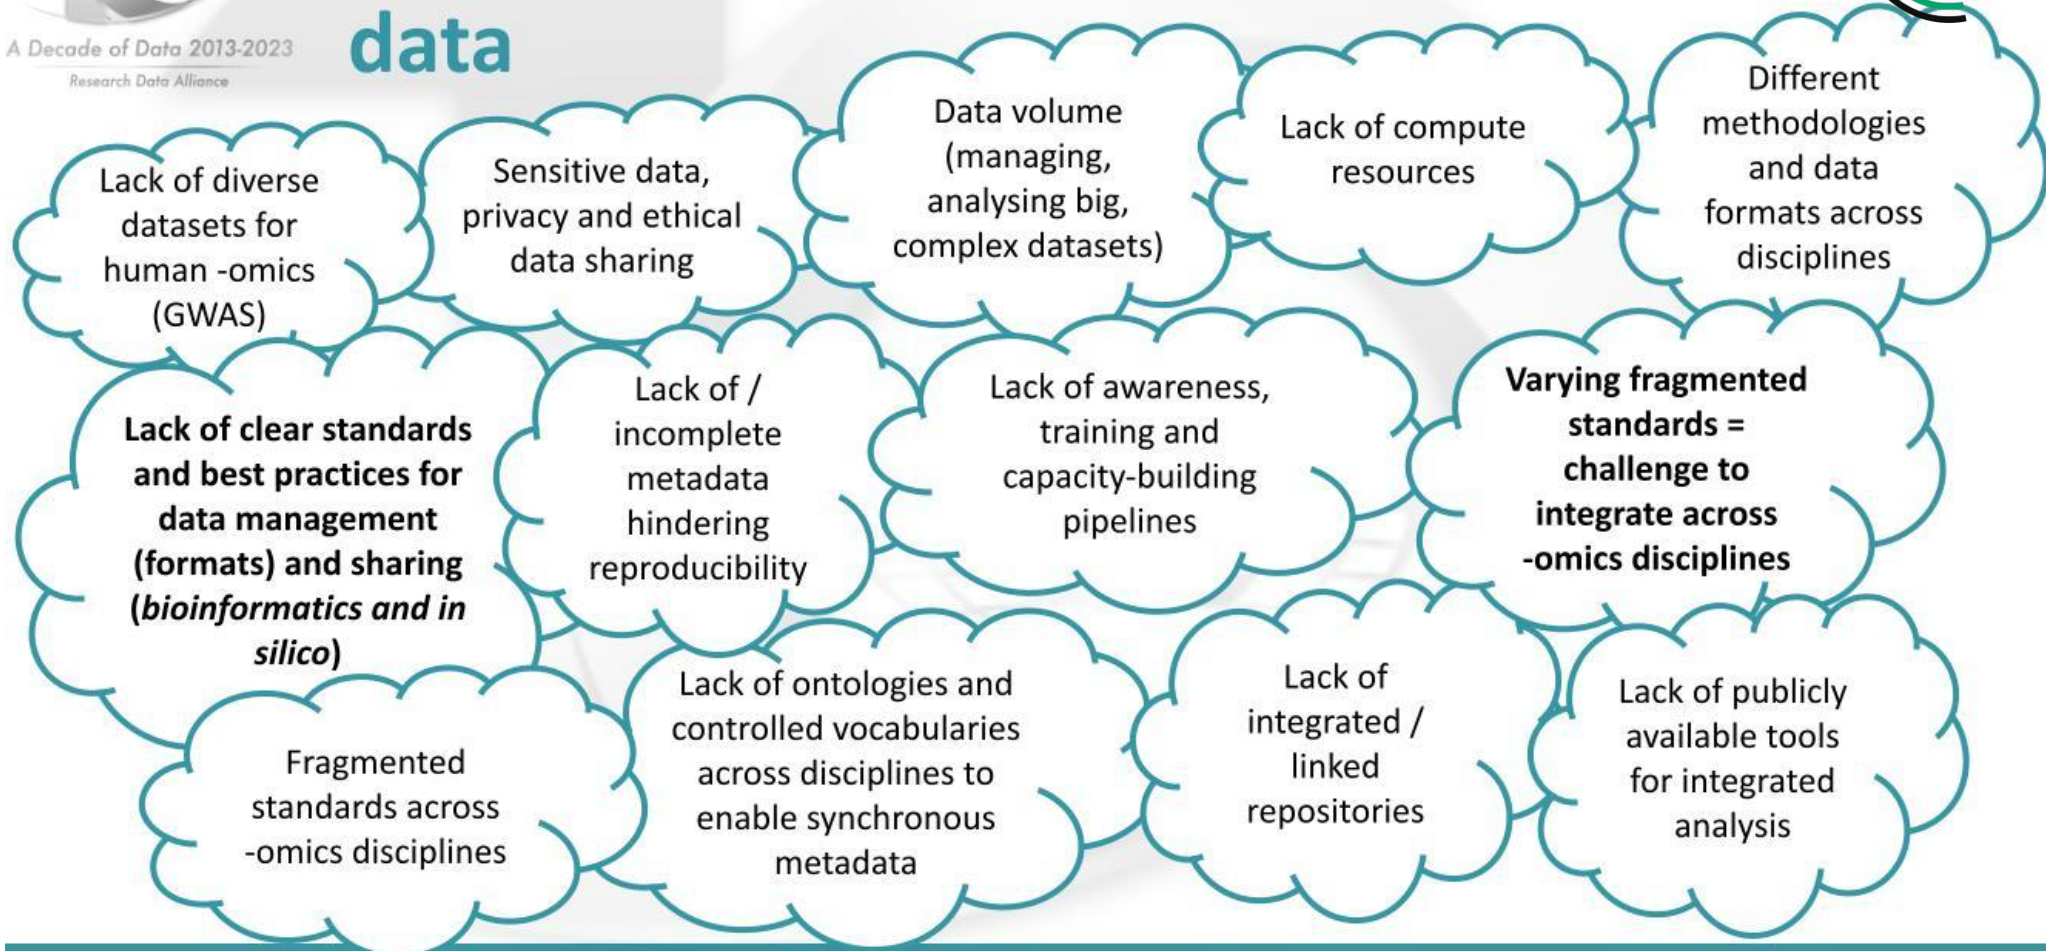 A Decade of Data 2013-2023
Research Data Alliance
data
Lack of diverse
datasets for
human -omics
(GWAS)
Sensitive data,
privacy and ethical
data sharing
Data volume
(managing,
analysing big,
complex datasets)
Lack of compute
resources
Different
methodologies
and data
formats across
disciplines
Lack of clear standards
and best practices for
data management
(formats) and sharing
(bioinformatics and in
silico)
Lack of /
incomplete
metadata
hindering
reproducibility
Lack of awareness,
training and
capacity-building
pipelines
Varying fragmented
standards =
challenge to
integrate across
-omics disciplines
Fragmented
standards across
-omics disciplines
Lack of ontologies and
controlled vocabularies
across disciplines to
enable synchronous
metadata
Lack of
integrated /
linked
repositories
Lack of publicly
available tools
for integrated
analysis